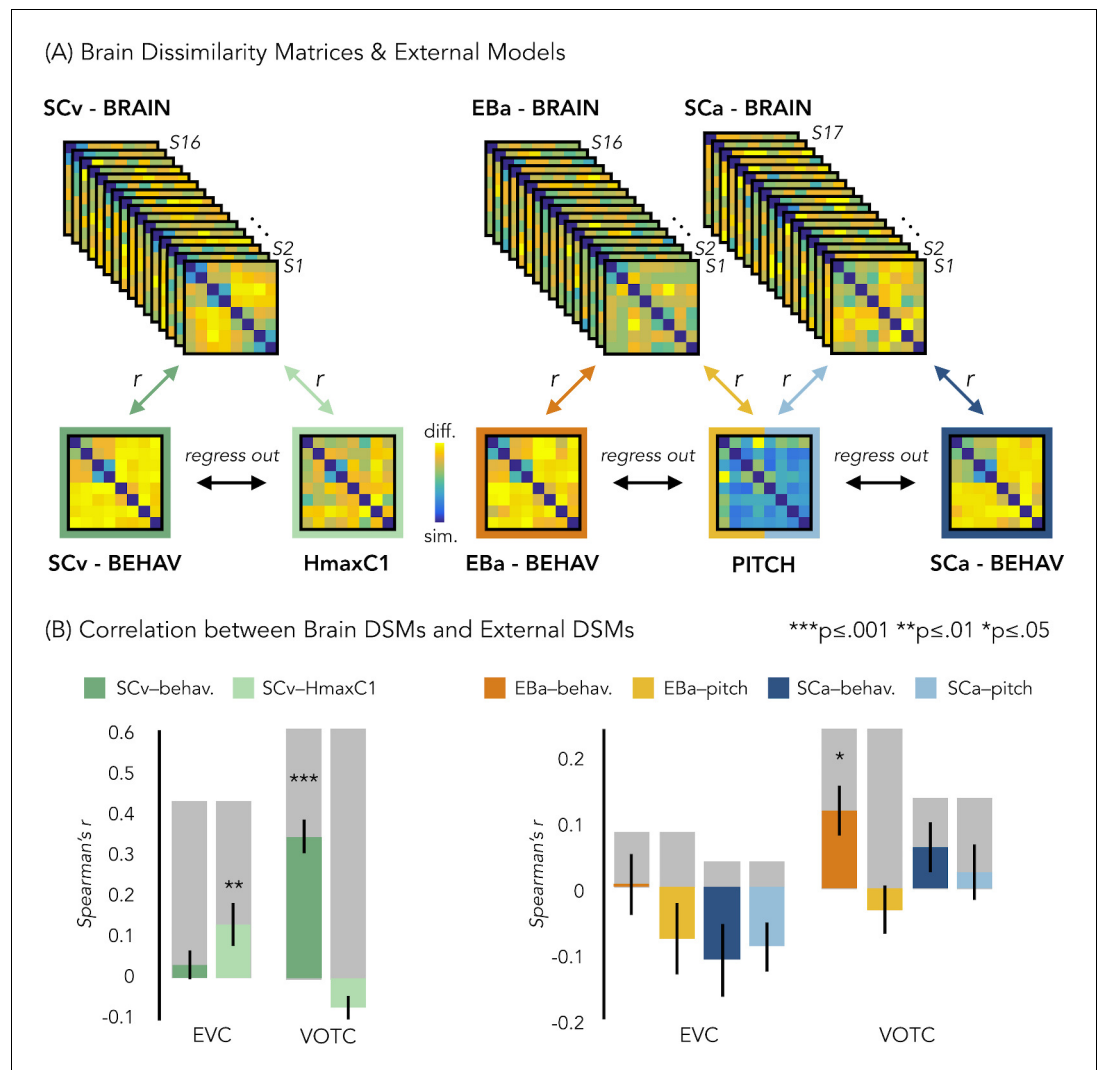 (A) Brain Dissimilarity Matrices & External Models
SCv - BRAIN
EBa - BRAIN
SCa - BRAIN
S16
S2
S1
S16
S2
S1
S17
S2
S1
r
r
r
r
r
r
diff.
sim.
regress out
regress out
regress out
SCv - BEHAV
HmaxC1
EBa - BEHAV
PITCH
SCa - BEHAV
(B) Correlation between Brain DSMs and External DSMs
***p≤.001 **p≤.01 *p≤.05
SCv–behav.
SCv–HmaxC1
EBa–behav.
EBa–pitch
SCa–behav.
SCa–pitch
Spearman's r
0.6
0.5
0.4
0.3
0.2
0.1
0
-0.1
**
***
EVC
VOTC
Spearman's r
0.2
0.1
0
-0.1
-0.2
*
EVC
VOTC